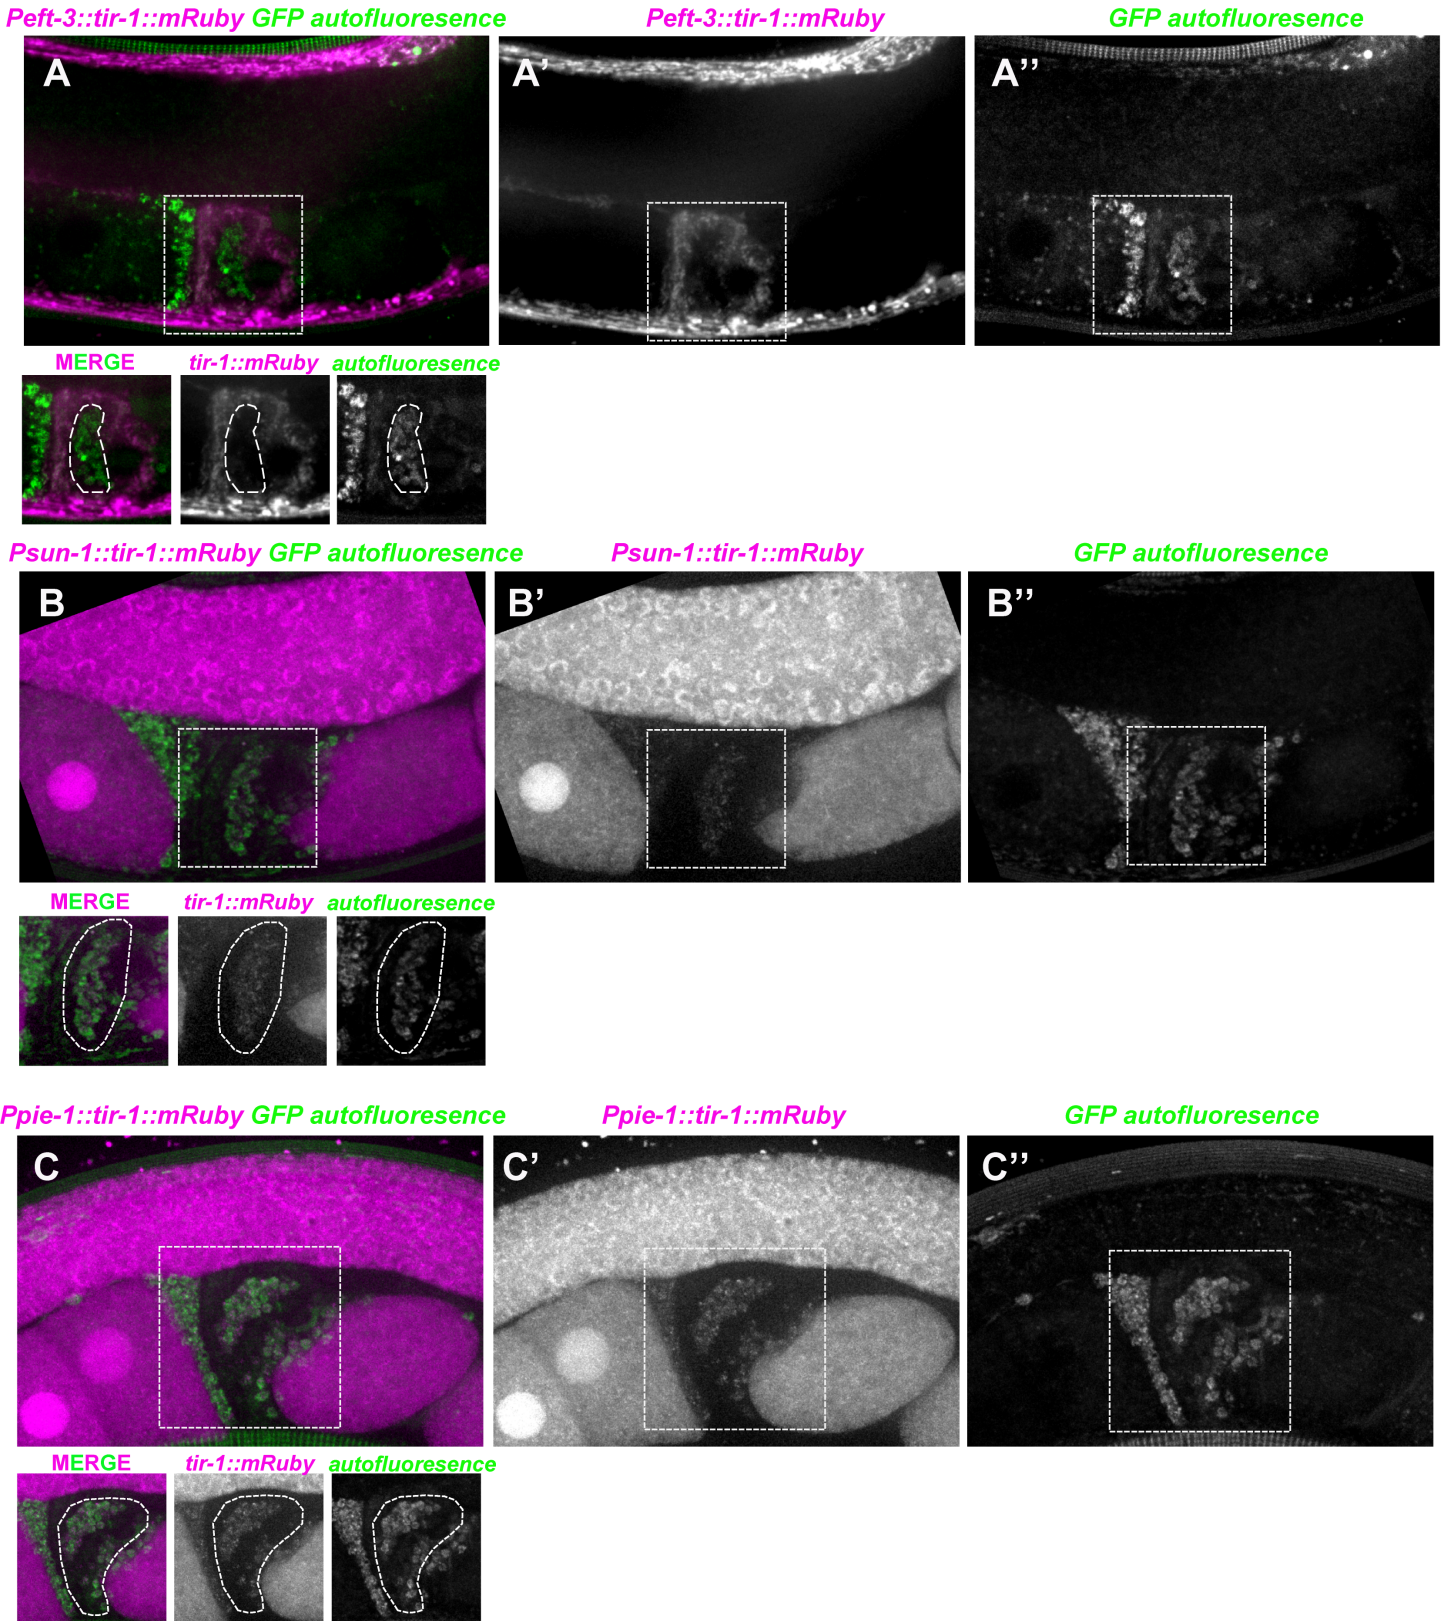 Peft-3::tir-1::mRuby GFP autofluoresence
Peft-3::tir-1::mRuby
GFP autofluoresence
A
A’
A’’
MERGE
tir-1::mRuby
autofluoresence
Psun-1::tir-1::mRuby GFP autofluoresence
Psun-1::tir-1::mRuby
GFP autofluoresence
B
B’
B’’
MERGE
tir-1::mRuby
autofluoresence
Ppie-1::tir-1::mRuby GFP autofluoresence
Ppie-1::tir-1::mRuby
GFP autofluoresence
C
C’
C’’
MERGE
tir-1::mRuby
autofluoresence